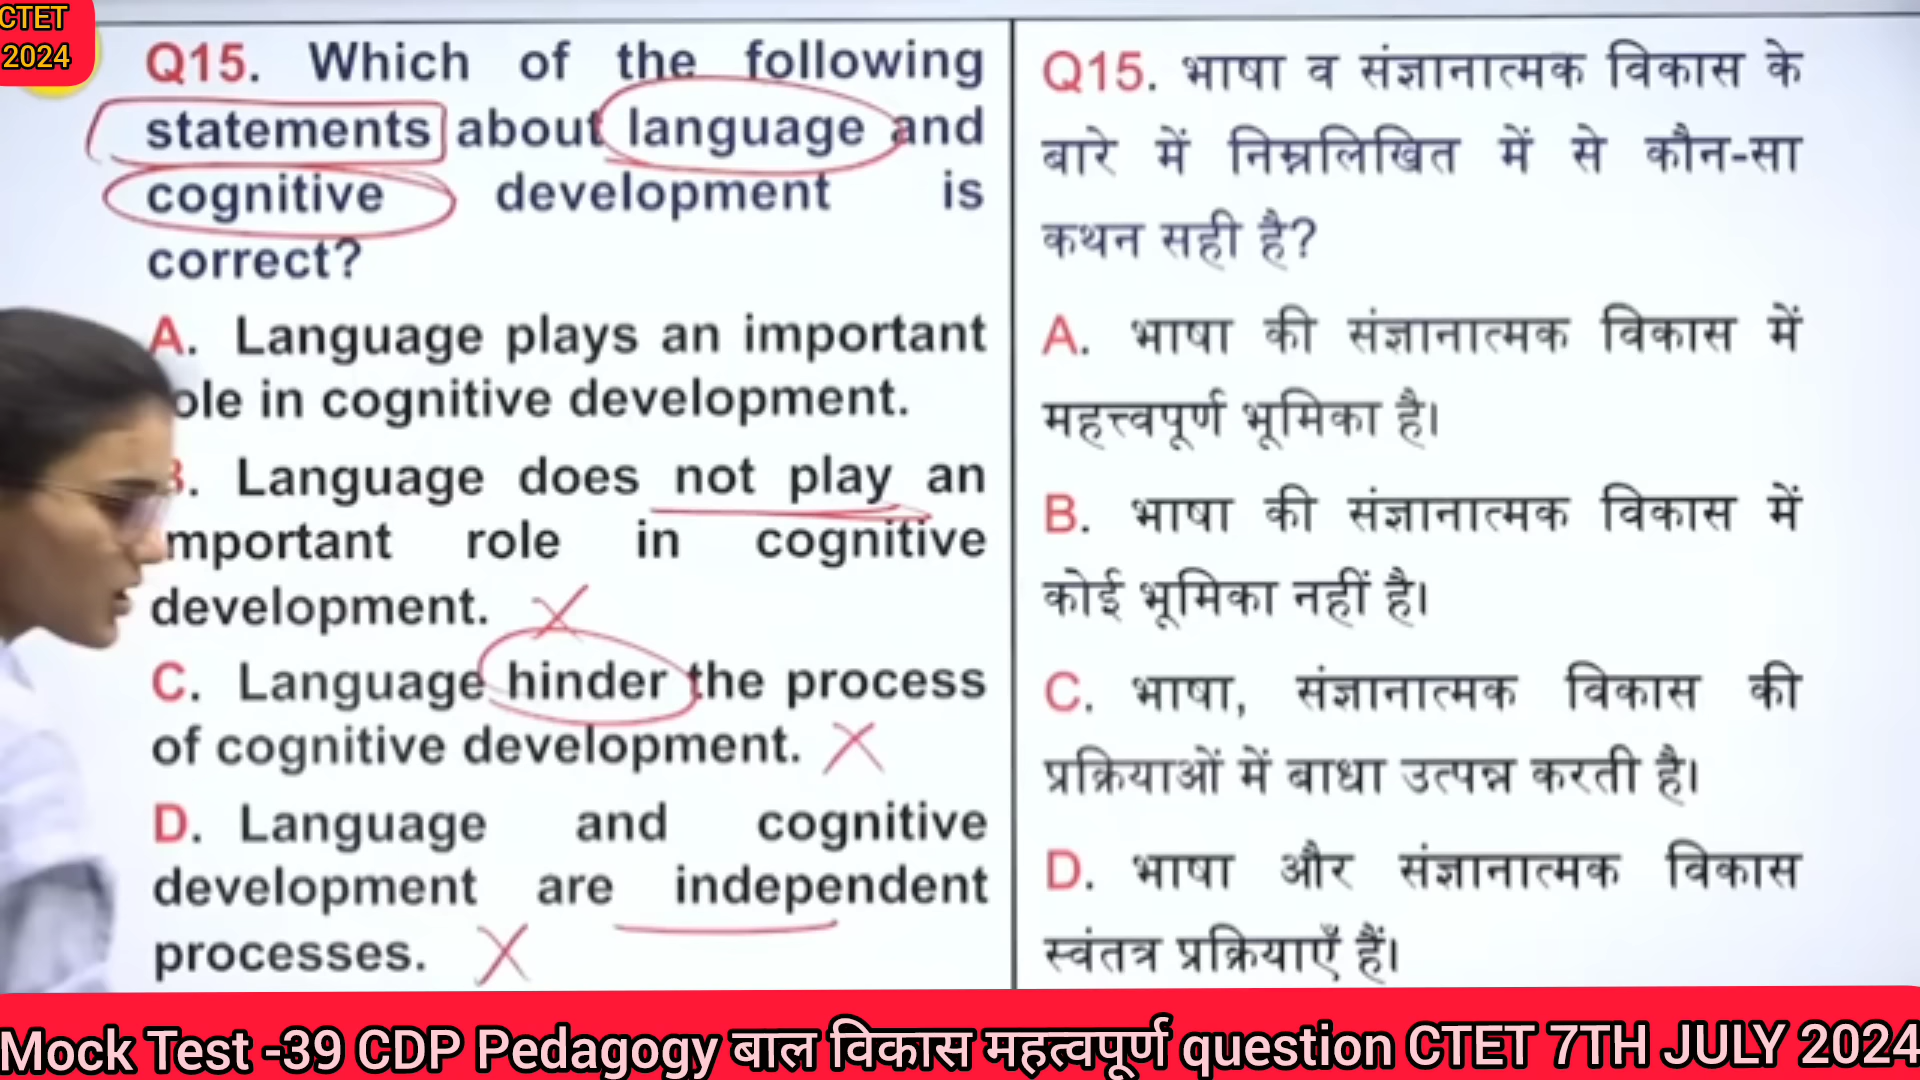 CTET
2024
Q15. Which of the following
statements about language and
cognitive development is
correct?
A. Language plays an important
ole in cognitive development.
B. Language does not play an
mportant role in cognitive
development.
C. Language hinder the process
of cognitive development.
D. Language and cognitive
development are independent
processes.
Q15. भाषा व संज्ञानात्मक विकास के
बारे में निम्नलिखित में से कौन-सा
कथन सही है?
A. भाषा की संज्ञानात्मक विकास में
महत्त्वपूर्ण भूमिका है।
B. भाषा की संज्ञानात्मक विकास में
कोई भूमिका नहीं है।
C. भाषा, संज्ञानात्मक विकास की
प्रक्रियाओं में बाधा उत्पन्न करती है।
D. भाषा और संज्ञानात्मक विकास
स्वंतत्र प्रक्रियाएँ हैं।
Mock Test -39 CDP Pedagogy बाल विकास महत्वपूर्ण question CTET 7TH JULY 2024